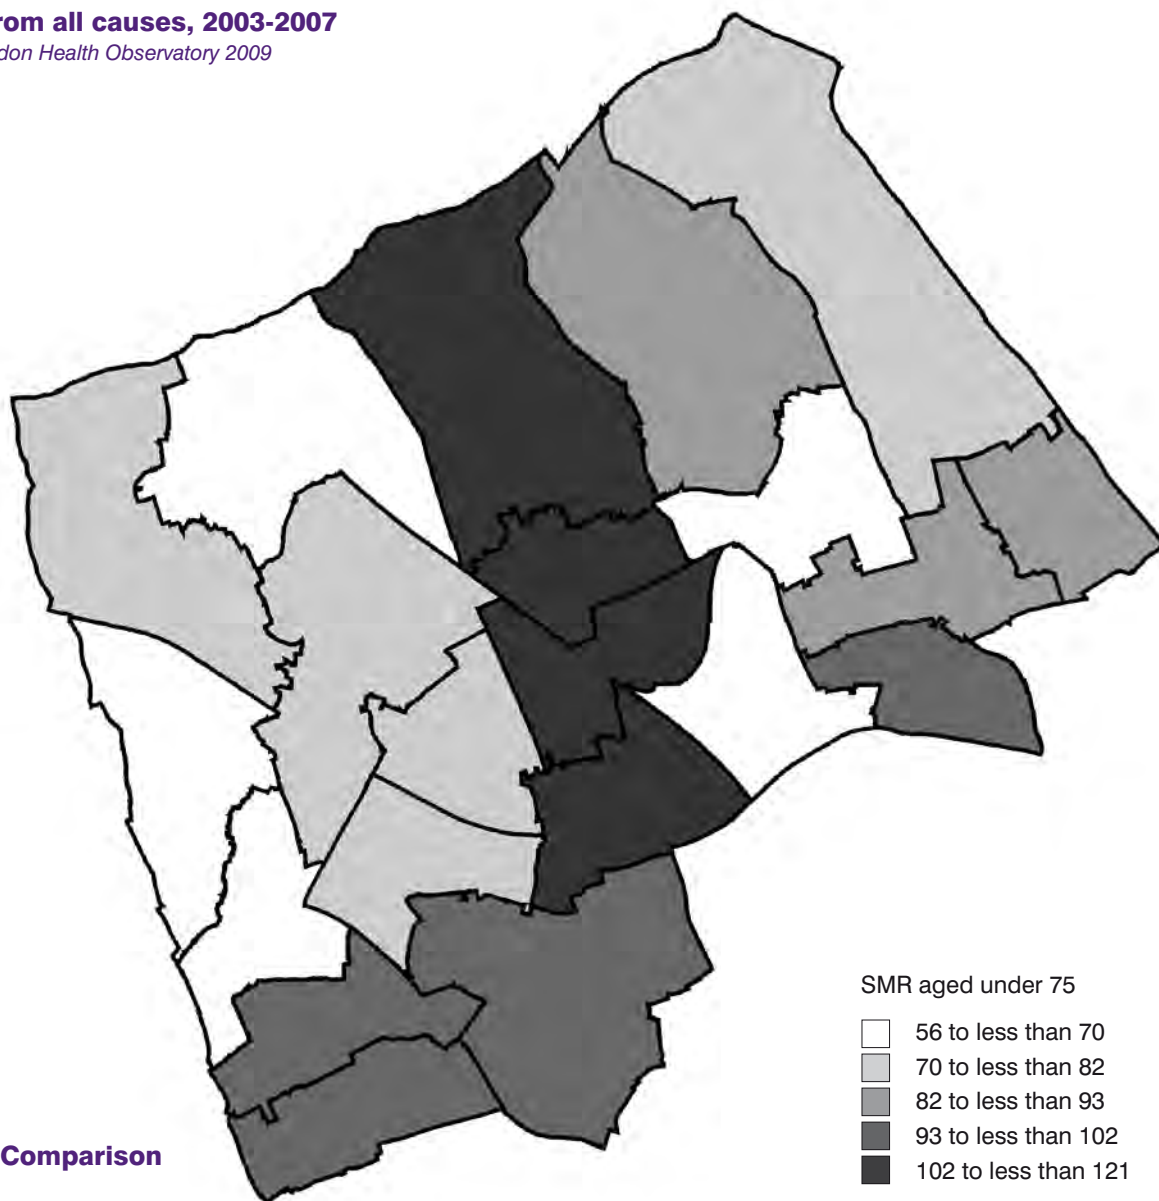 rom all causes, 2003-2007
don Health Observatory 2009
SMR aged under 75
56 to less than 70
70 to less than 82
82 to less than 93
93 to less than 102
102 to less than 121
Comparison